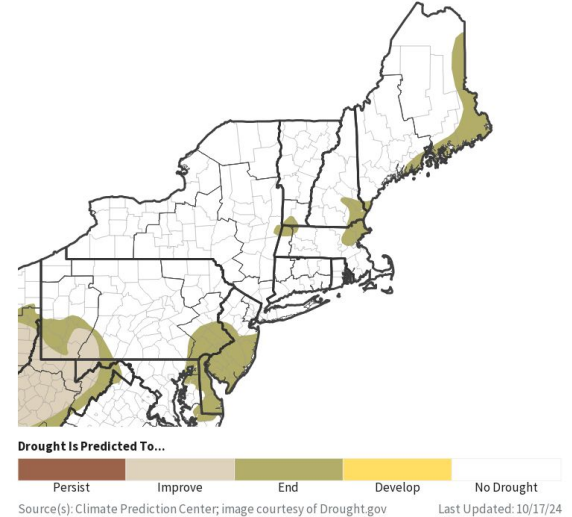 Drought Is Predicted To...
Persist Improve End Develop No Drought
Source(s): Climate Prediction Center; image courtesy of Drought.gov Last Updated: 10/17/24